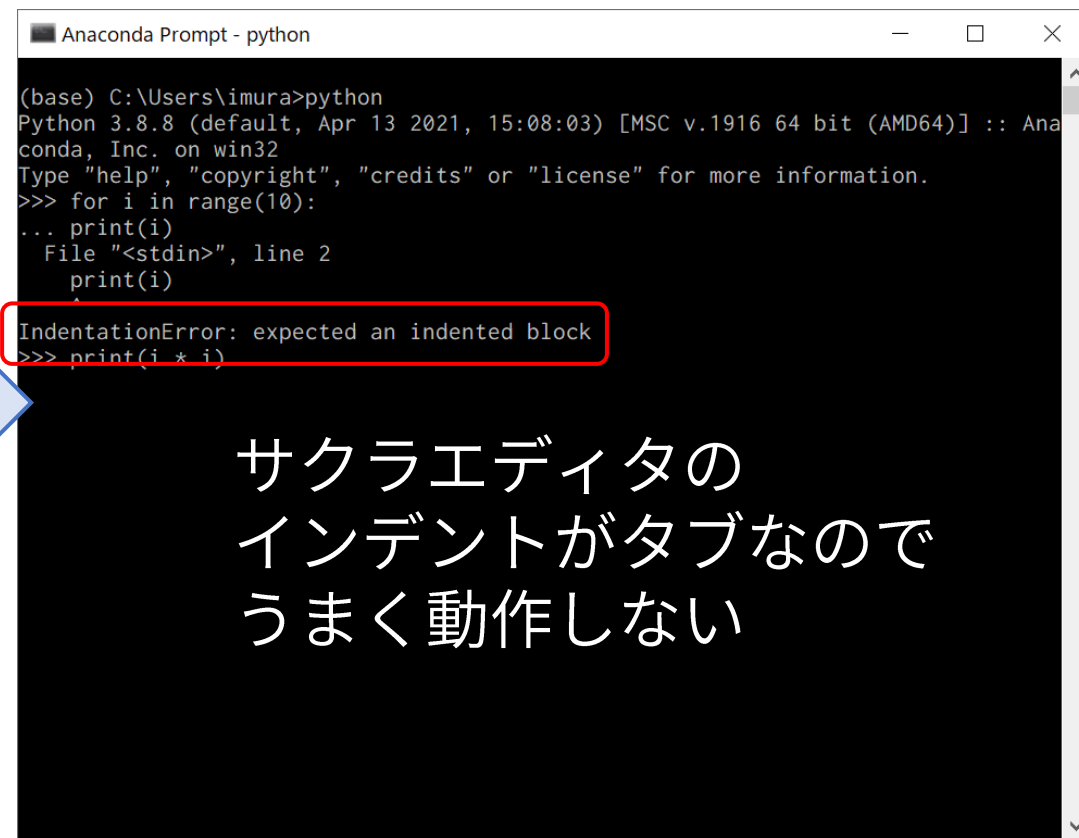 Anaconda Prompt - python
(base) C:\Users\imura>python
Python 3.8.8 (default, Apr 13 2021, 15:08:03) [MSC v.1916 64 bit (AMD64)] :: Ana
conda, Inc. on win32
Type "help", "copyright", "credits" or "license" for more information.
>>> for i in range(10):
... print(i)
  File "<stdin>", line 2
    print(i)
    ^
IndentationError: expected an indented block
>>> print(i * i)
サクラエディタの
インデントがタブなので
うまく動作しない